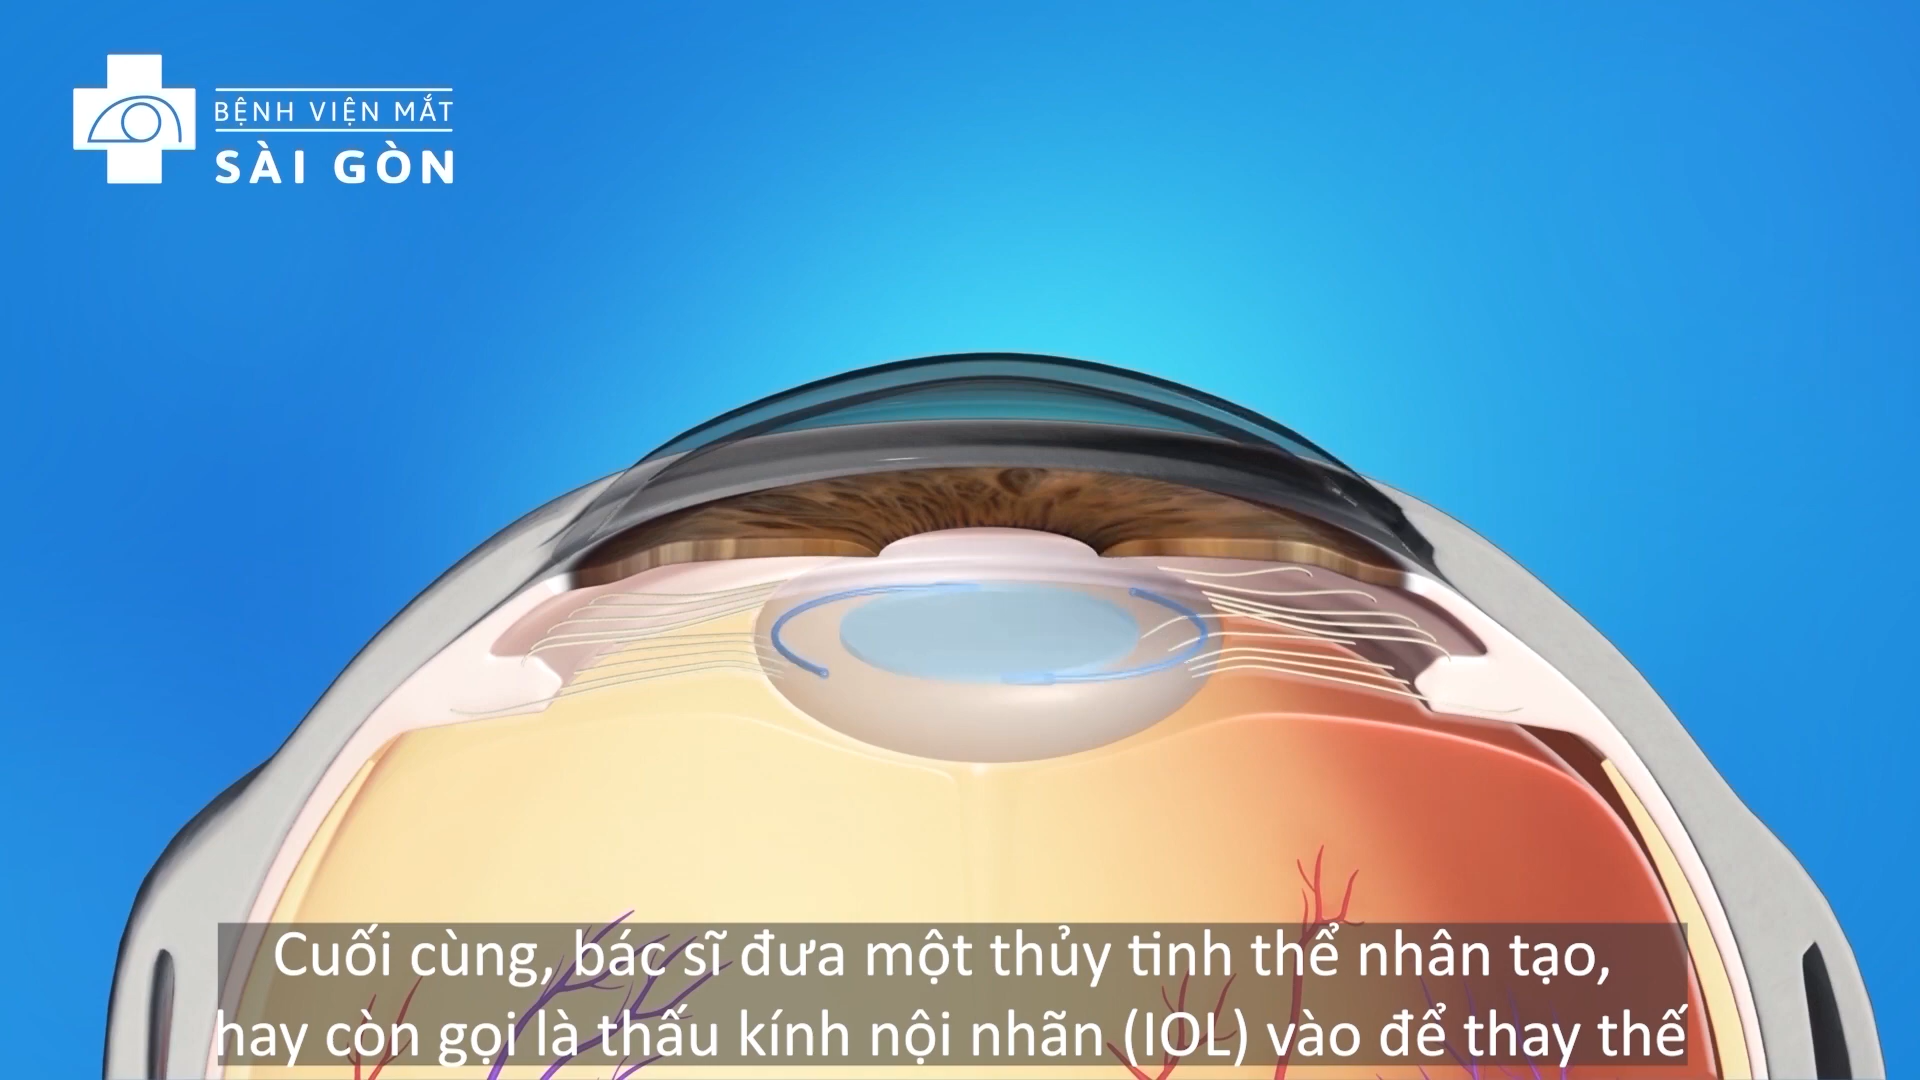 BỆNH VIỆN MẮT
SÀI GÒN
Cuối cùng, bác sĩ đưa một thủy tinh thể nhân tạo,
hay còn gọi là thấu kính nội nhãn (IOL) vào để thay thế